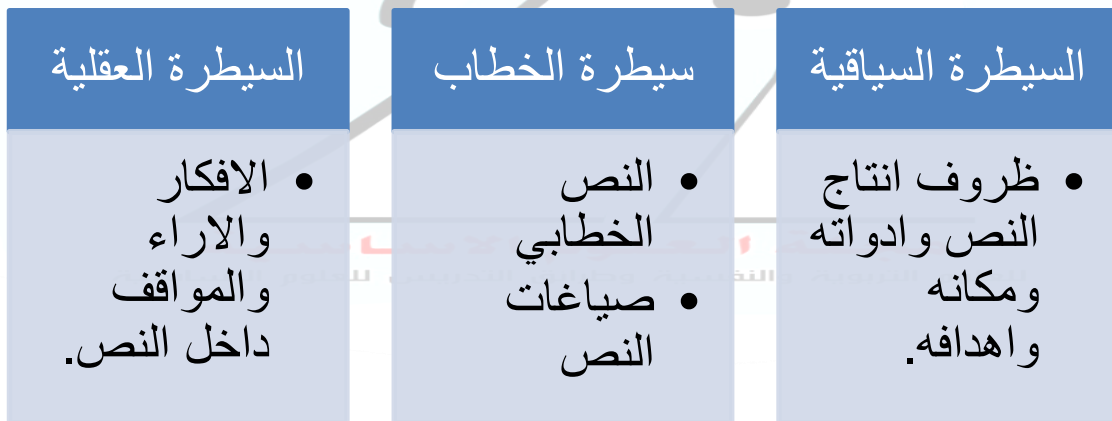 السيطرة السياقية
• ظروف انتاج
النص وادواته
ومكانه
واهدافه.
سيطرة الخطاب
• النص
الخطابي
• صياغات
النص
السيطرة العقلية
• الافكار
والاراء
والمواقف
داخل النص.